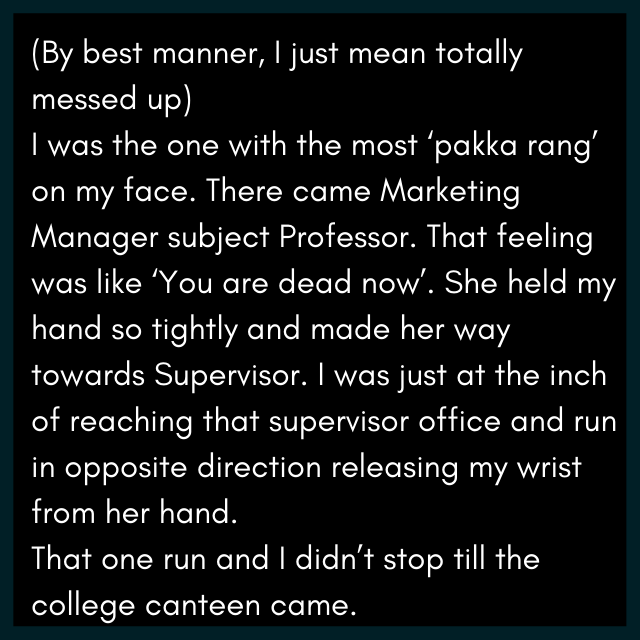 (By best manner, I just mean totally
messed up)
I was the one with the most ‘pakka rang’
on my face. There came Marketing
Manager subject Professor. That feeling
was like ‘You are dead now’. She held my
hand so tightly and made her way
towards Supervisor. I was just at the inch
of reaching that supervisor office and run
in opposite direction releasing my wrist
from her hand.
That one run and I didn’t stop till the
college canteen came.